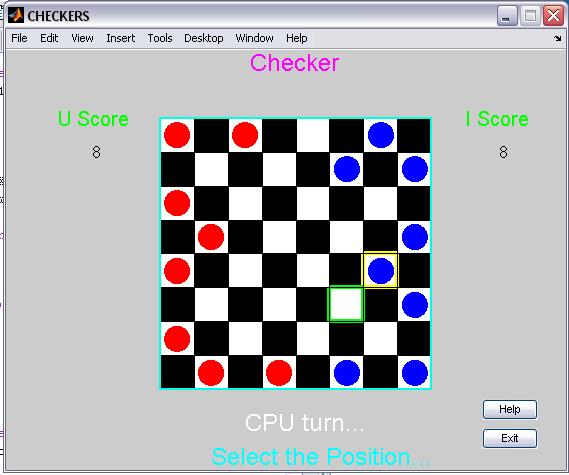 CHECKERS
File Edit View Insert Tools Desktop Window Help
Checker
U Score
I Score
8
8
CPU turn...
Select the Position...
Help
Exit